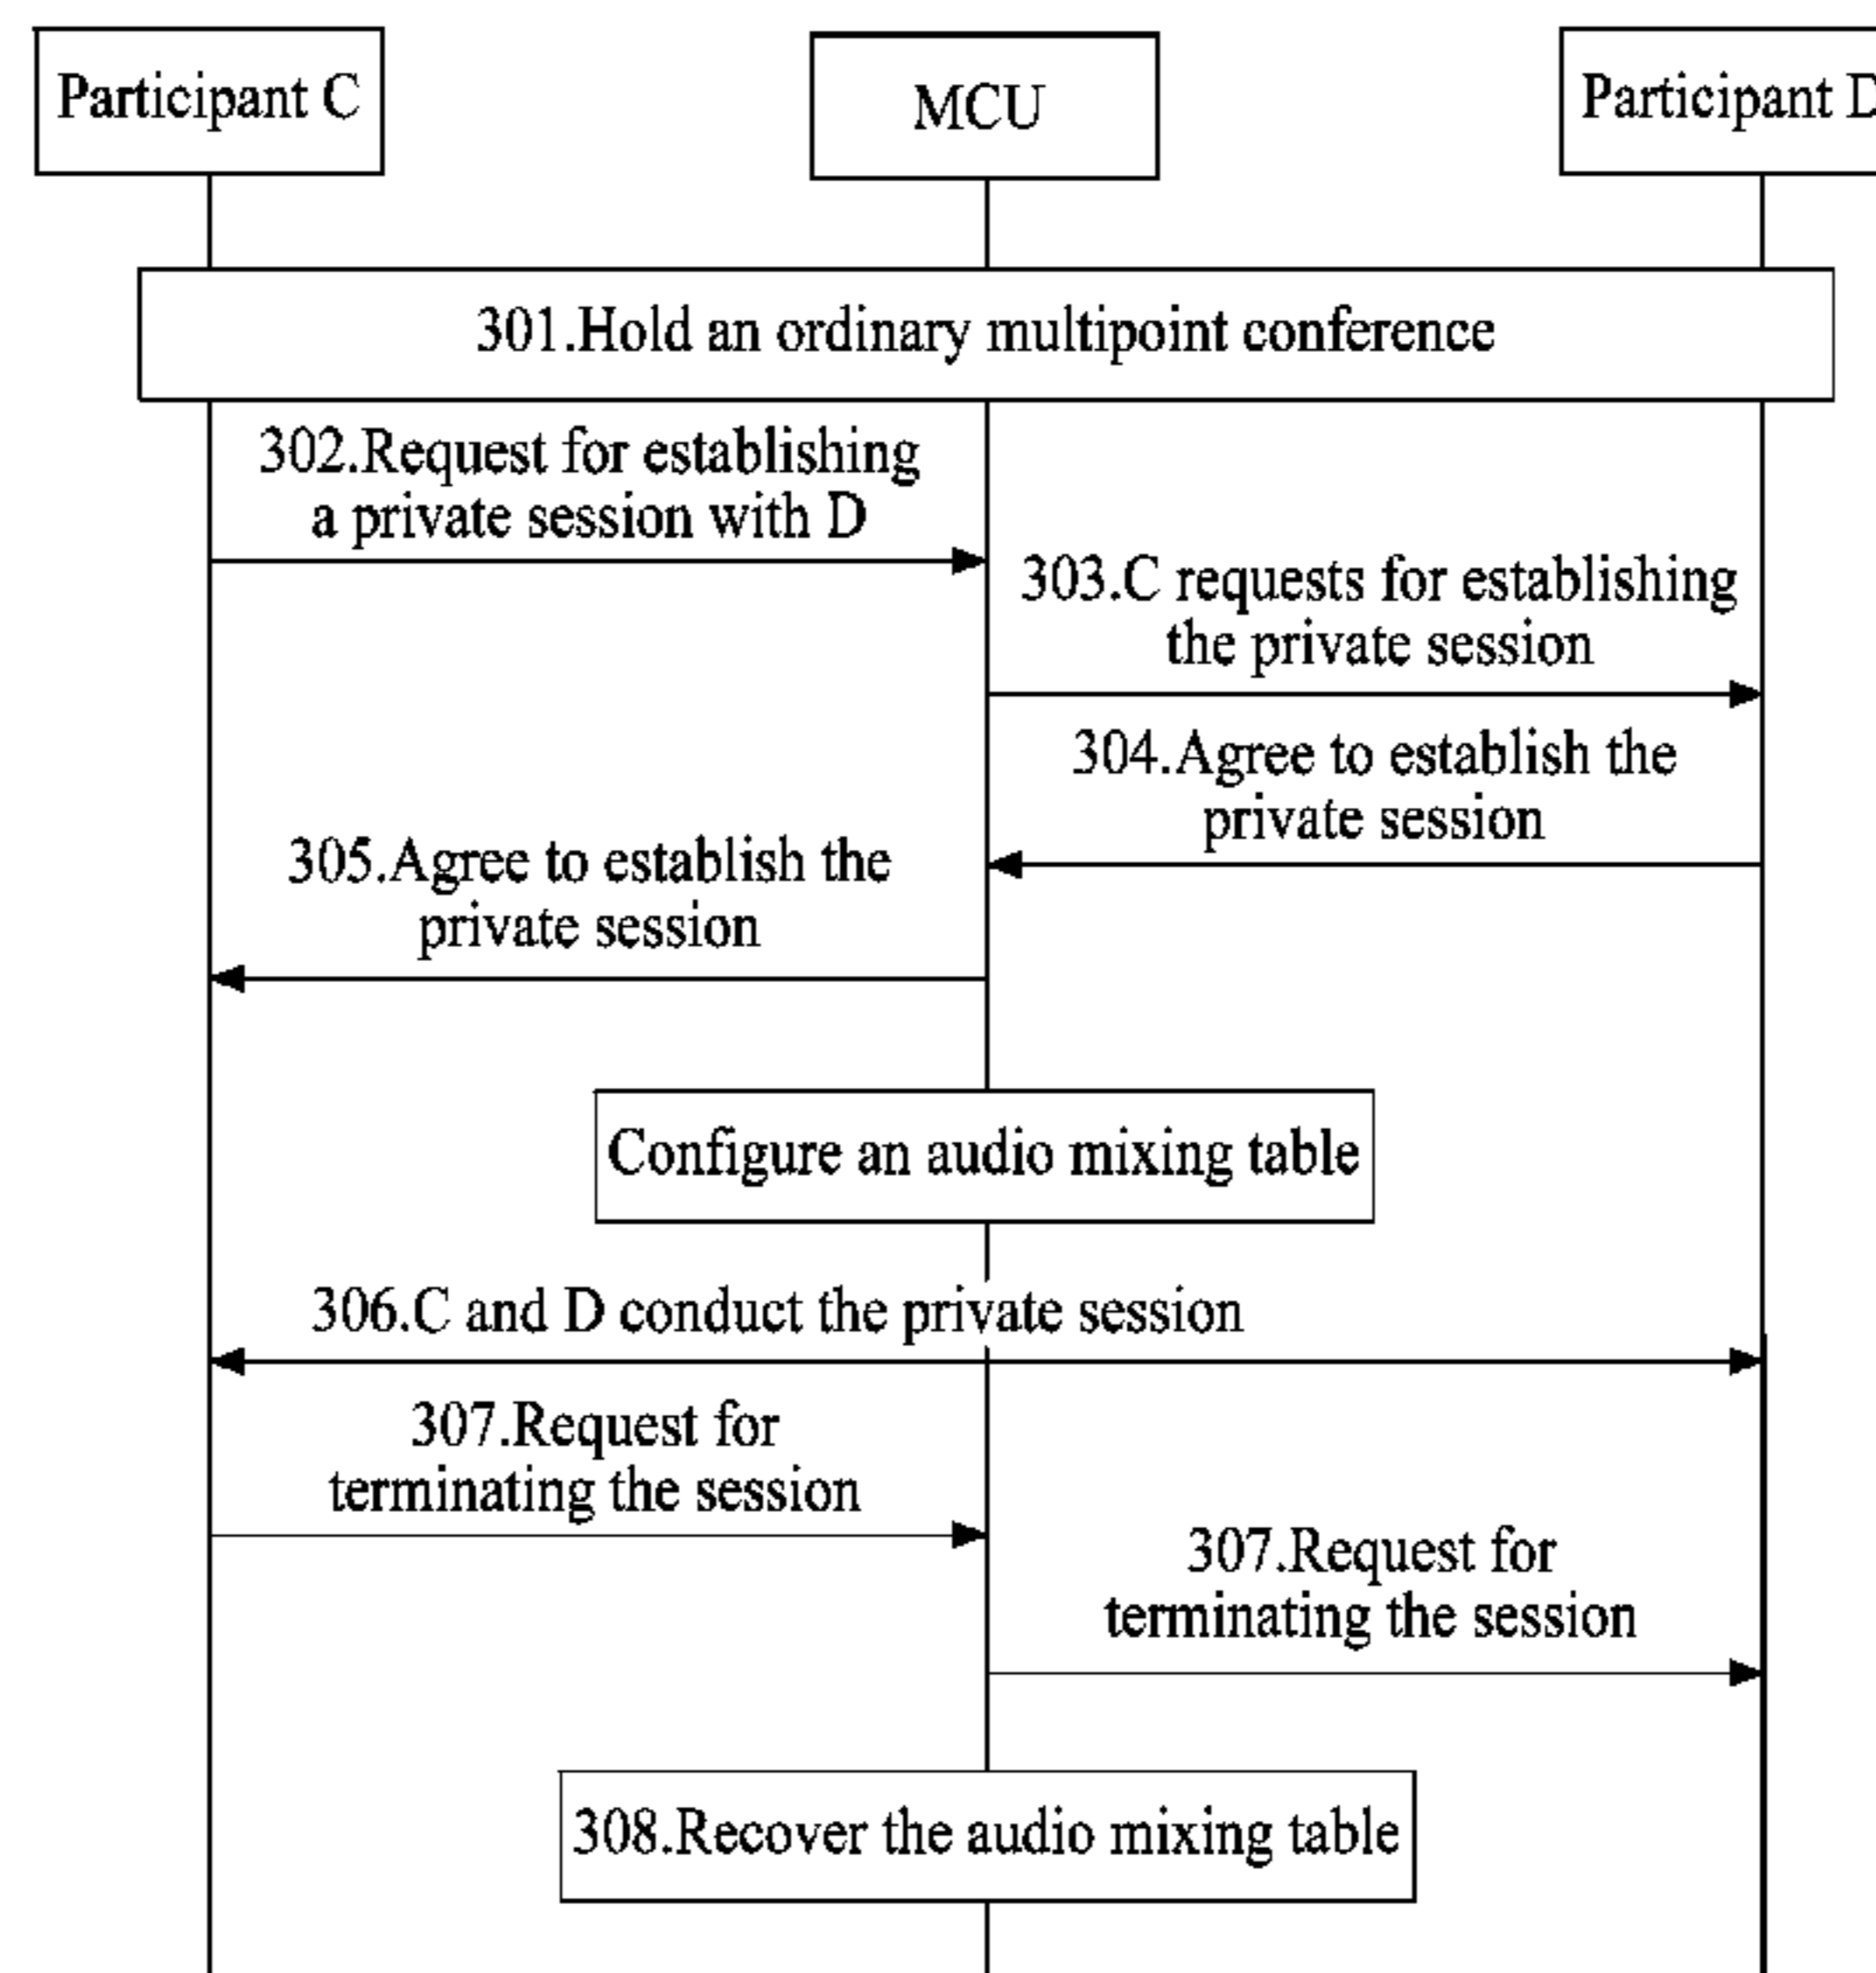 Participant C
MCU
Participant D
301.Hold an ordinary multipoint conference
302.Request for establishing
a private session with D
303.C requests for establishing
the private session
304.Agree to establish the
private session
305.Agree to establish the
private session
Configure an audio mixing table
306.C and D conduct the private session
307.Request for
terminating the session
307.Request for
terminating the session
308.Recover the audio mixing table